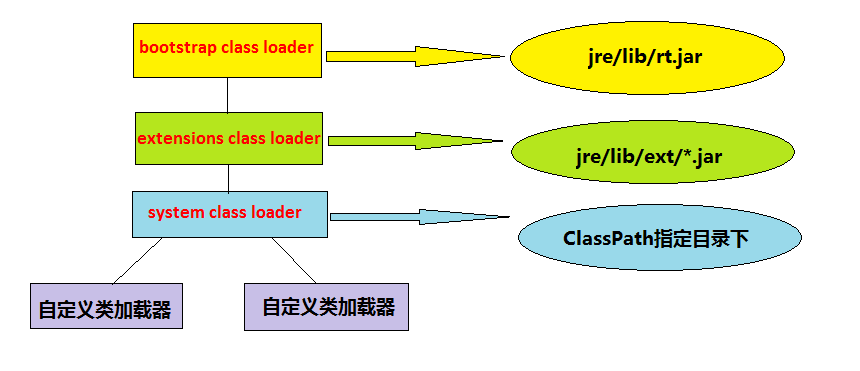 bootstrap class loader
jre/lib/rt.jar
extensions class loader
jre/lib/ext/*.jar
system class loader
ClassPath指定目录下
自定义类加载器
自定义类加载器